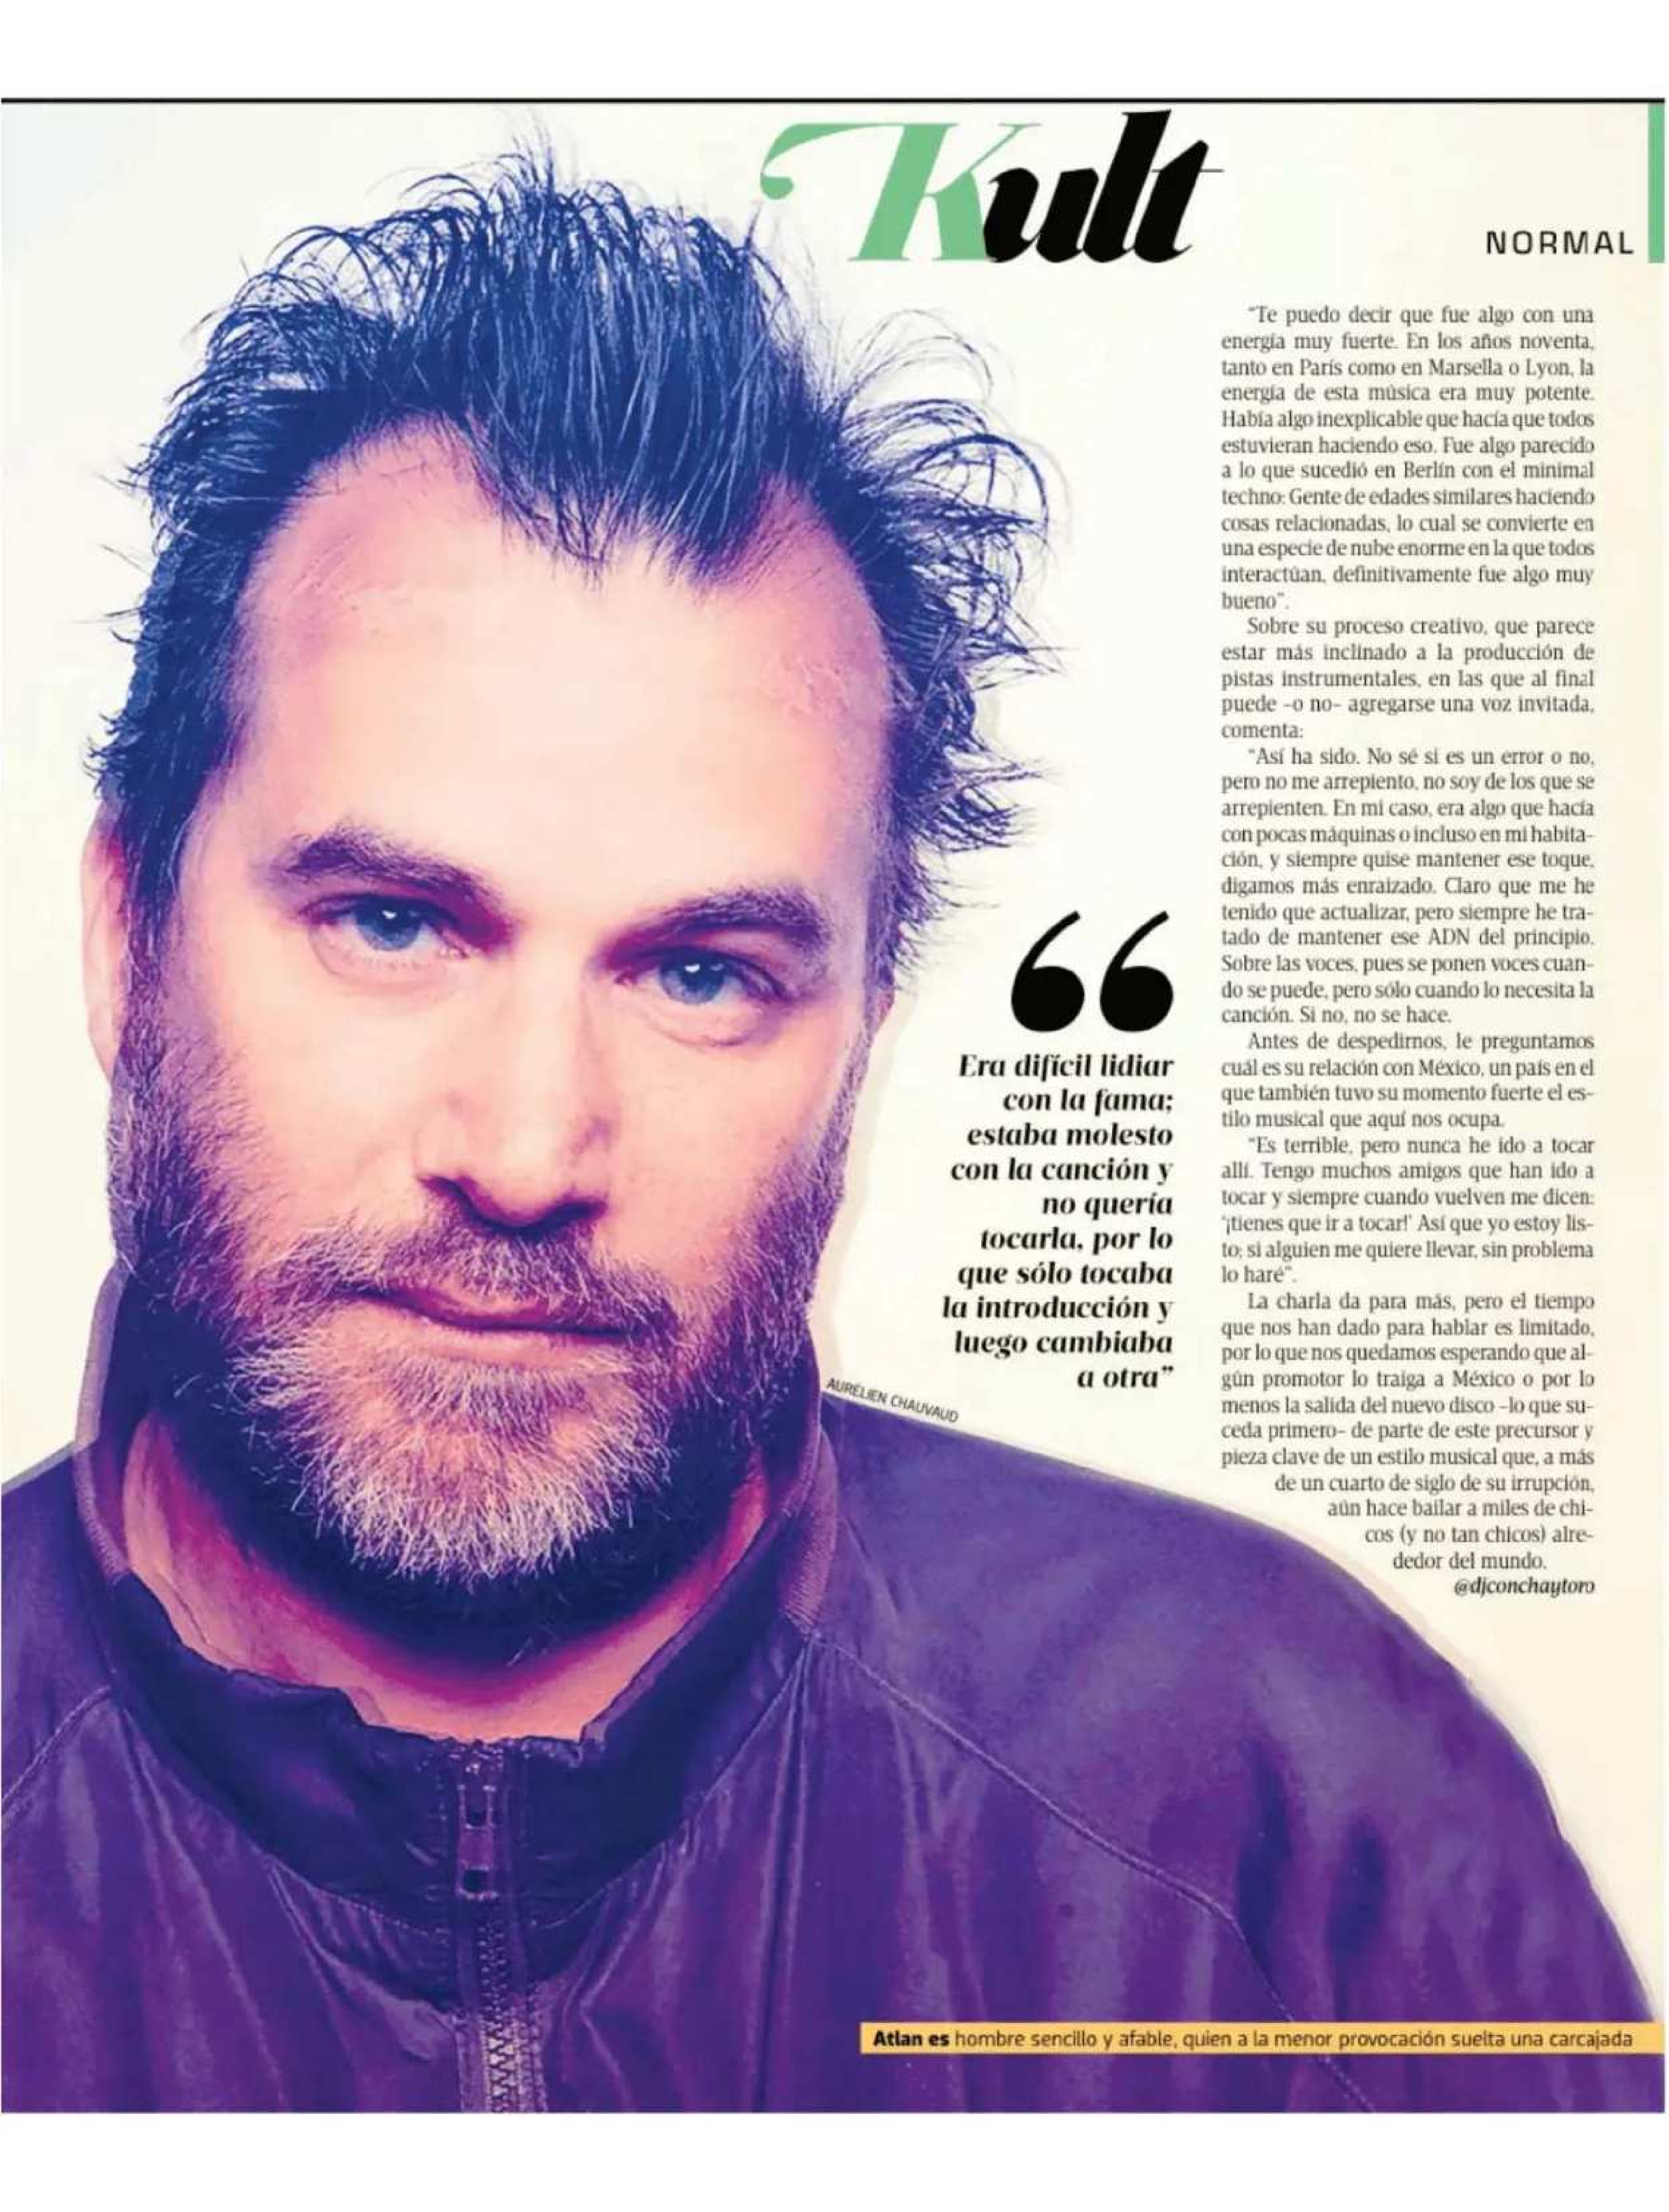 Kult
NORMAL
“Te puedo decir que fue algo con una
energía muy fuerte. En los años noventa,
tanto en París como en Marsella o Lyon, la
energía de esta música era muy potente.
Había algo inexplicable que hacía que todos
estuvieran haciendo eso. Fue algo parecido
a lo que sucedió en Berlín con el minimal
techno: Gente de edades similares haciendo
cosas relacionadas, lo cual se convierte en
una especie de nube enorme en la que todos
interactúan, definitivamente fue algo muy
bueno”.
Sobre su proceso creativo, que parece
estar más inclinado a la producción de
pistas instrumentales, en las que al final
puede -o no- agregarse una voz invitada,
comenta:
“Así ha sido. No sé si es un error o no,
pero no me arrepiento, no soy de los que se
arrepienten. En mi caso, era algo que hacía
con pocas máquinas o incluso en mi habita-
ción, y siempre quise mantener ese toque,
digamos más enraizado. Claro que me he
tenido que actualizar, pero siempre he tra-
tado de mantener ese ADN del principio.
Sobre las voces, pues se ponen voces cuan-
do se puede, pero sólo cuando lo necesita la
canción. Si no, no se hace.
Antes de despedirnos, le preguntamos
cuál es su relación con México, un país en el
que también tuvo su momento fuerte el es-
tilo musical que aquí nos ocupa.
“Es terrible, pero nunca he ido a tocar
allí. Tengo muchos amigos que han ido a
tocar y siempre cuando vuelven me dicen:
‘¡tienes que ir a tocar!’ Así que yo estoy lis-
to; si alguien me quiere llevar, sin problema
lo haré”.
La charla da para más, pero el tiempo
que nos han dado para hablar es limitado,
por lo que nos quedamos esperando que al-
gún promotor lo traiga a México o por lo
menos la salida del nuevo disco -lo que su-
ceda primero- de parte de este precursor y
pieza clave de un estilo musical que, a más
de un cuarto de siglo de su irrupción,
aún hace bailar a miles de chi-
cos (y no tan chicos) alre-
dedor del mundo.
@djconchaytoro
“
Era difícil lidiar
con la fama;
estaba molesto
con la canción y
no quería
tocarla, por lo
que sólo tocaba
la introducción y
luego cambiaba
a otra”
AURÉLIEN CHAUVAUD
Atlan es hombre sencillo y afable, quien a la menor provocación suelta una carcajada